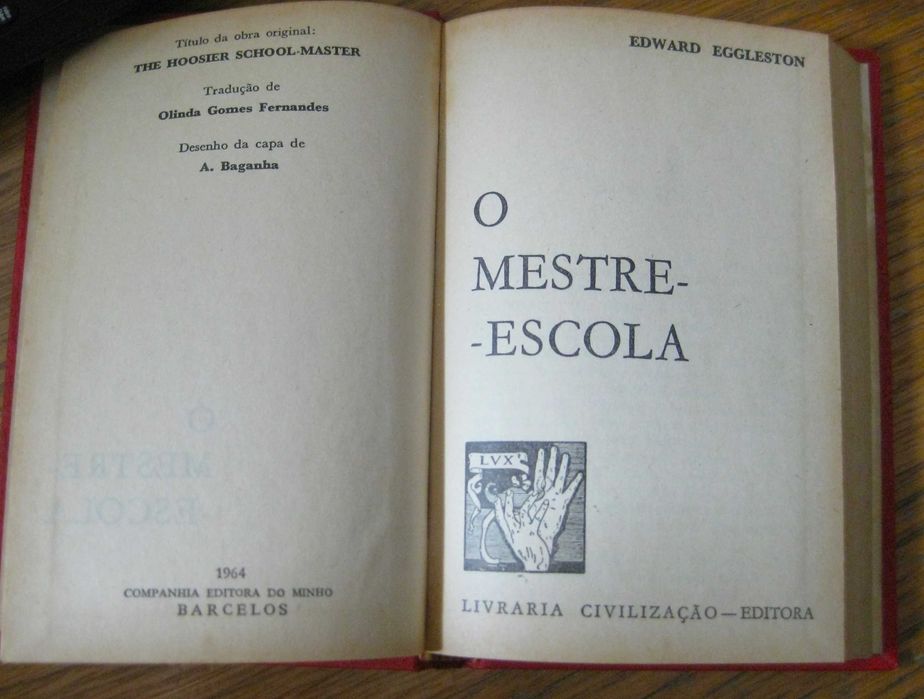 Título da obra original:
THE HOOSIER SCHOOL-MASTER
Tradução de
Olinda Gomes Fernandes
Desenho da capa de
A. Baganha
1964
COMPANHIA EDITORA DO MINHO
BARCELOS
EDWARD EGGLESTON
O
MESTRE-
-ESCOLA
LVX
LIVRARIA CIVILIZAÇÃO — EDITORA